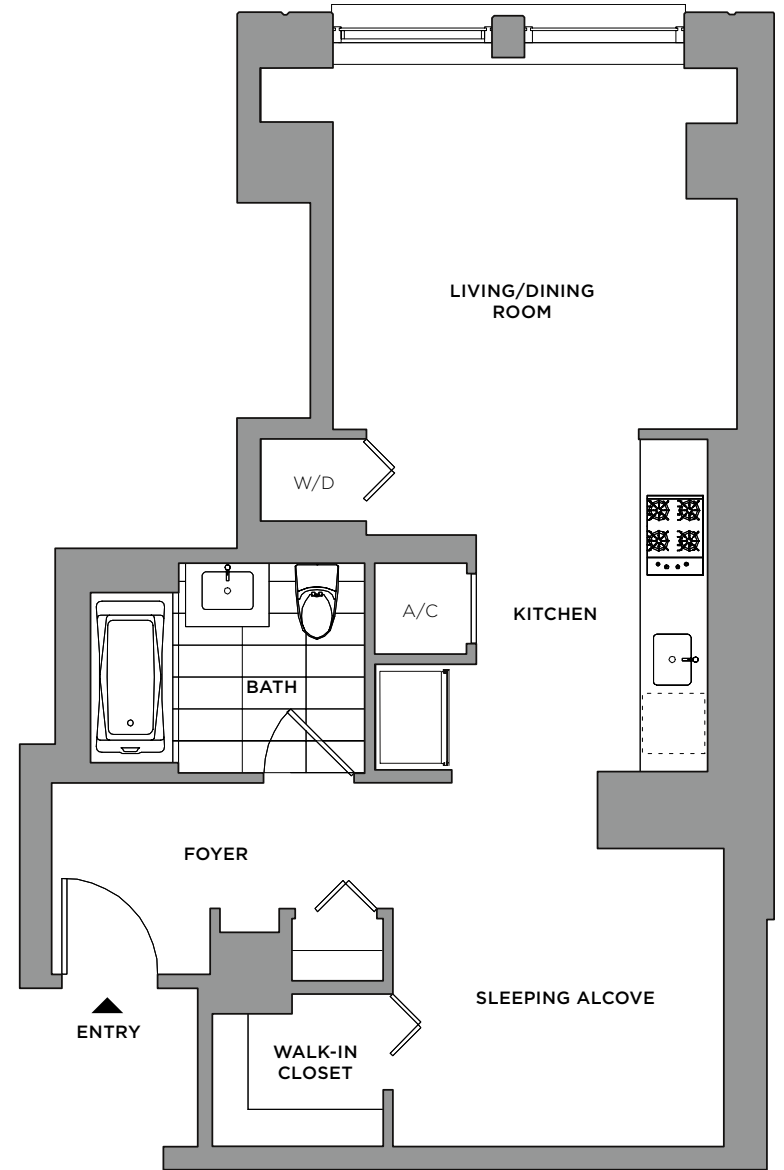 LIVING/DINING
ROOM
W/D
A/C
KITCHEN
BATH
FOYER
SLEEPING ALCOVE
ENTRY
WALK-IN
CLOSET